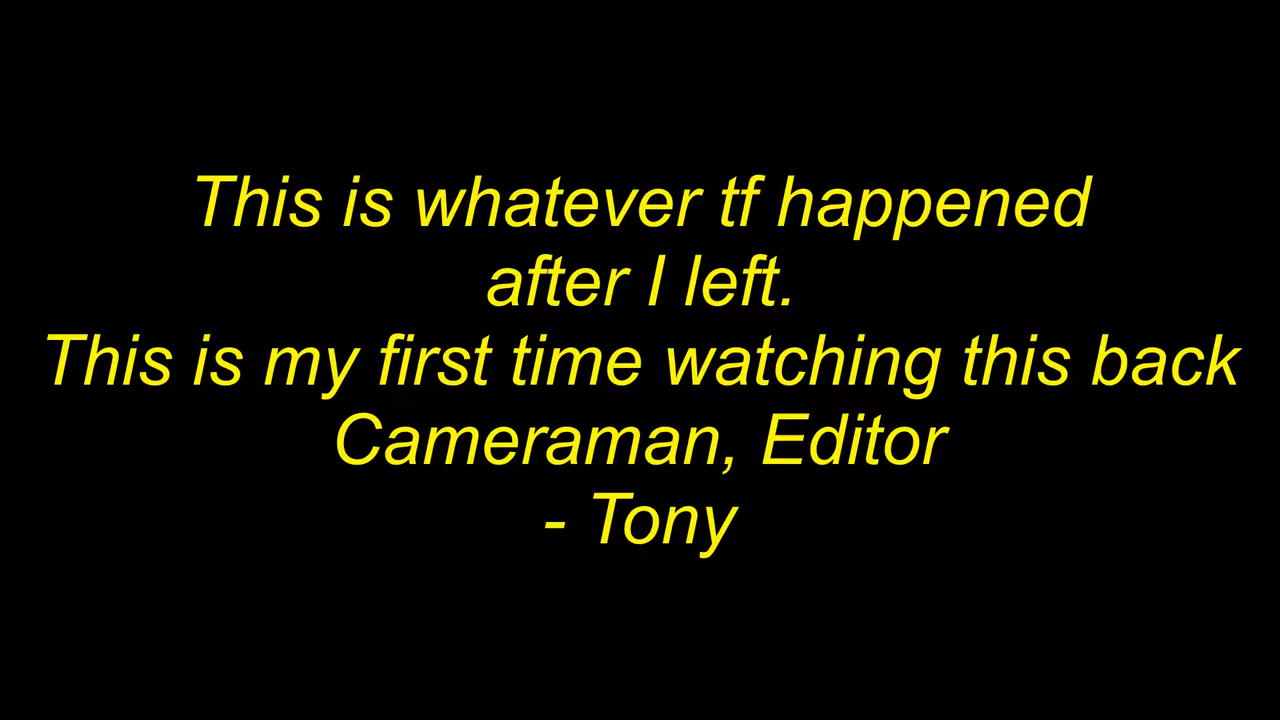 This is whatever tf happened
after I left.
This is my first time watching this back
Cameraman, Editor
- Tony